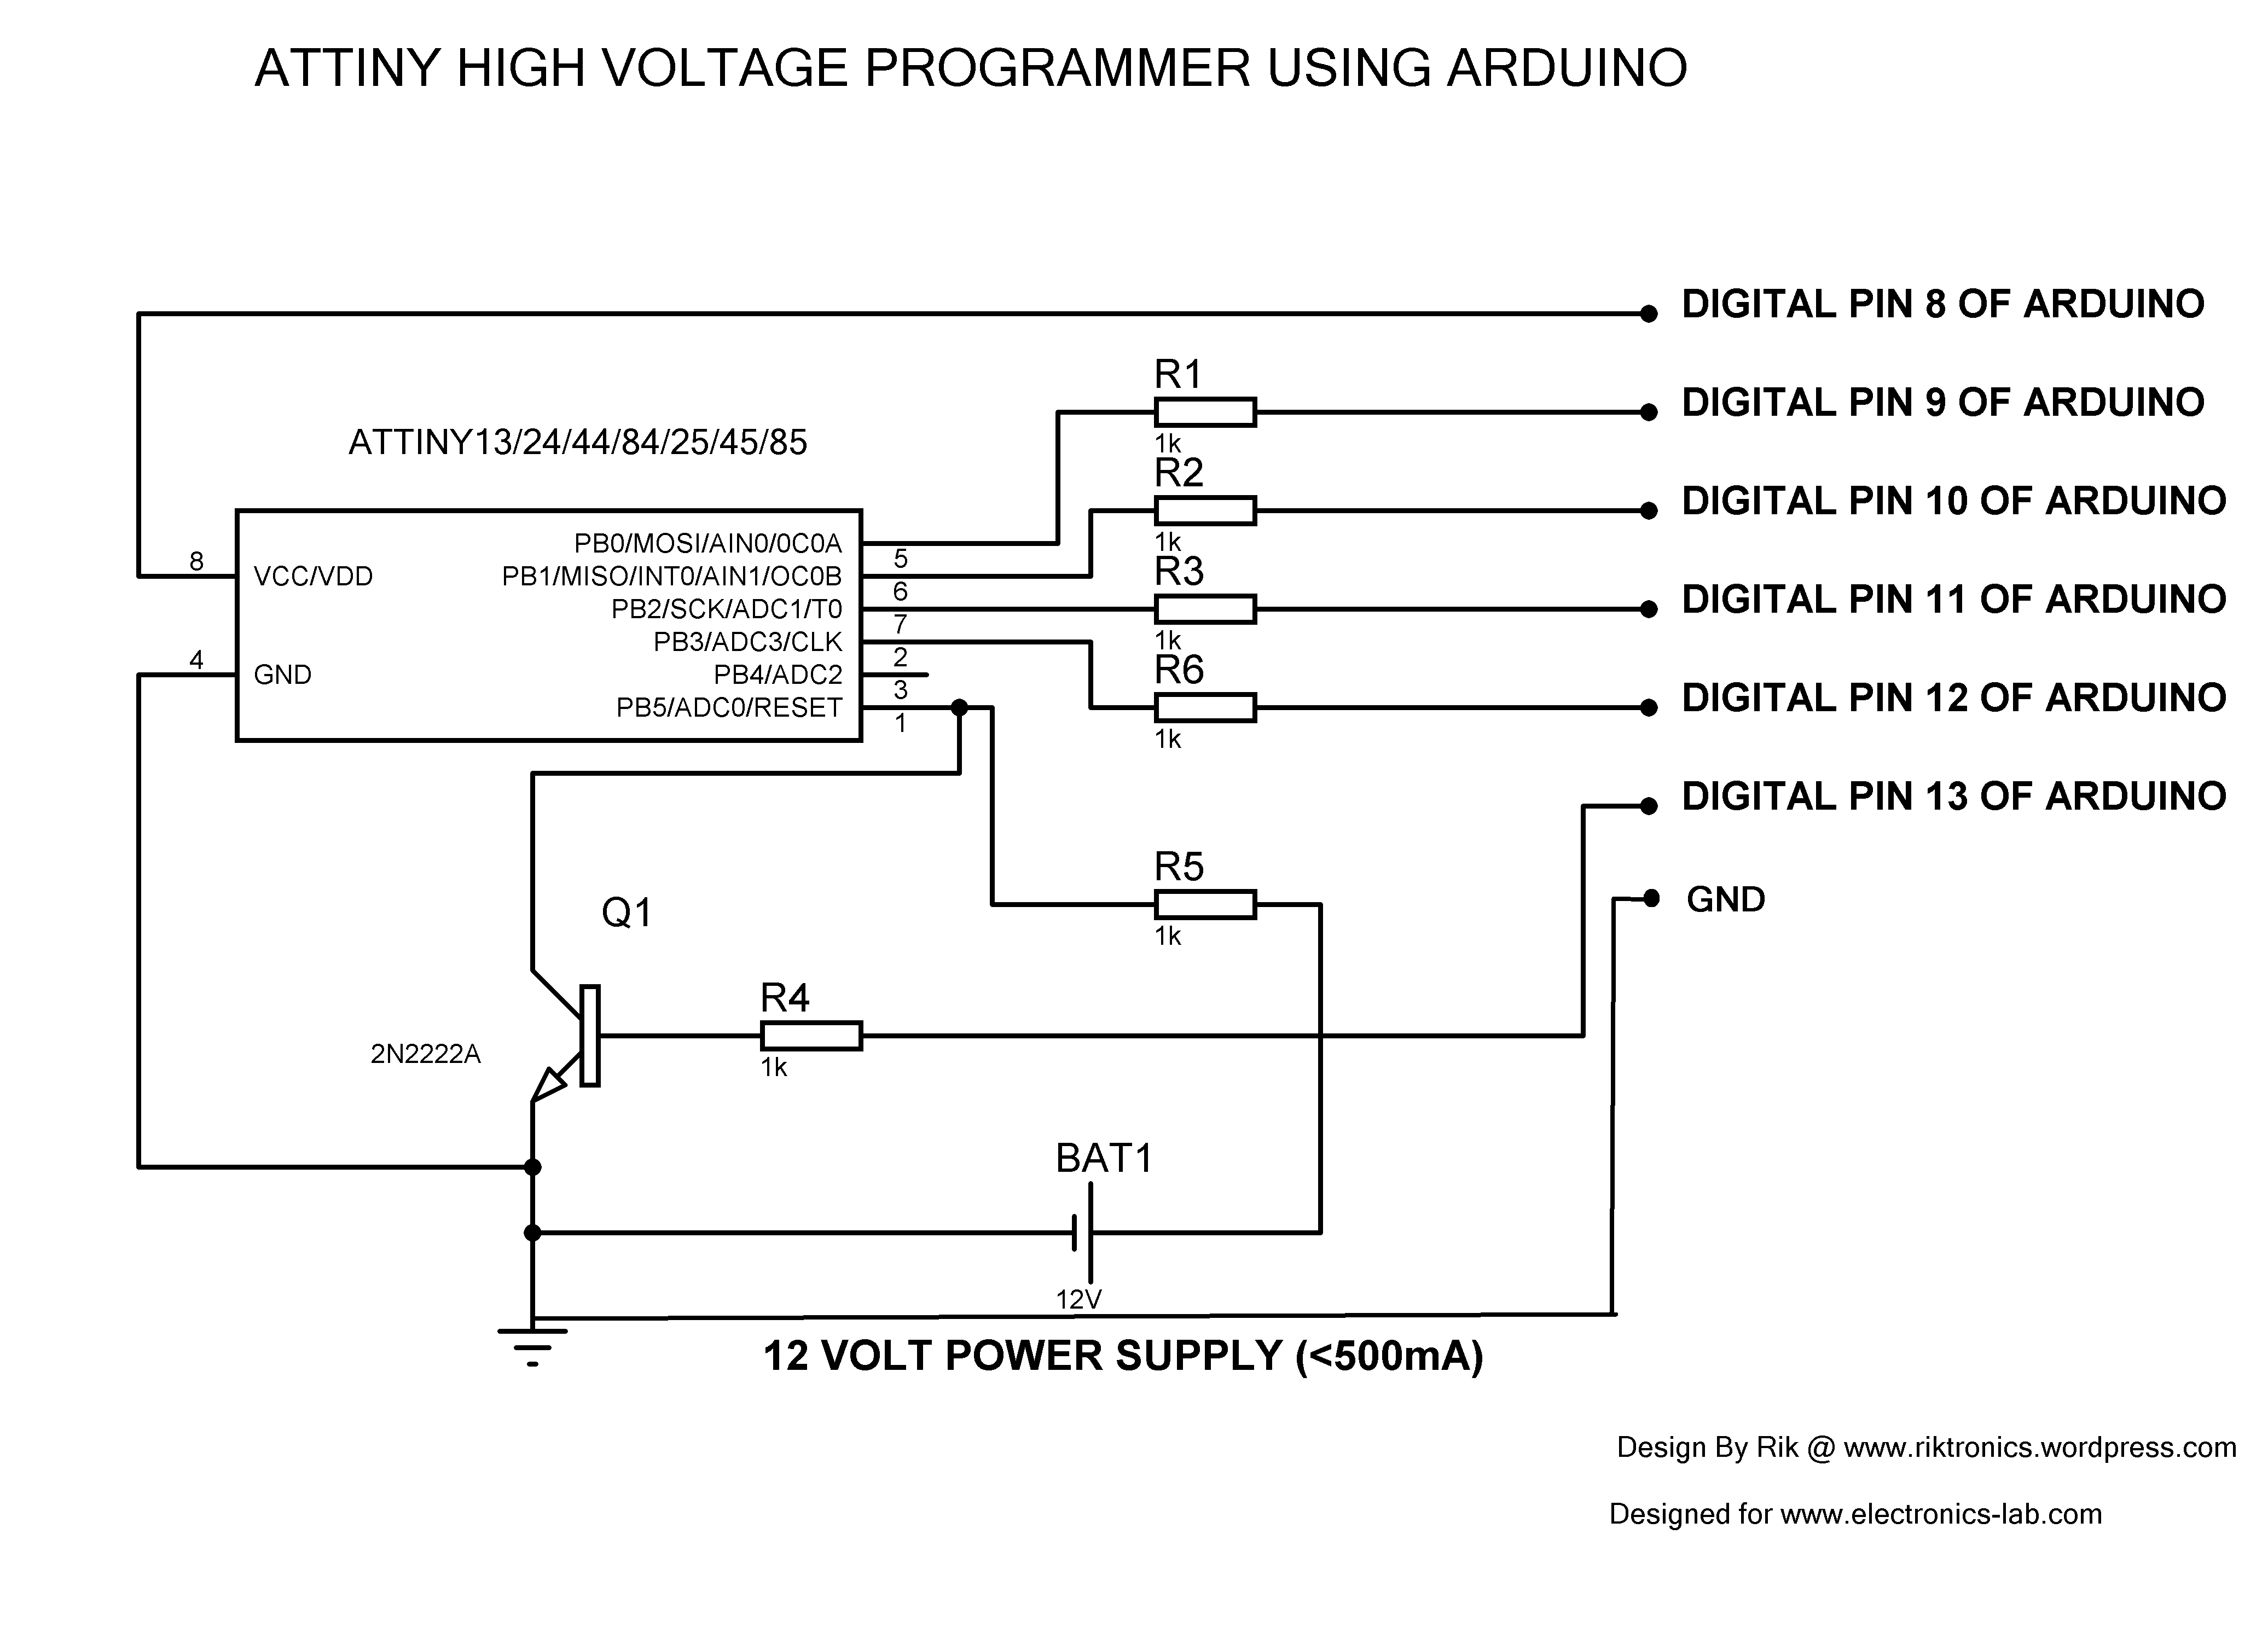 ATTINY HIGH VOLTAGE PROGRAMMER USING ARDUINO
DIGITAL PIN 8 OF ARDUINO
R1
1k
DIGITAL PIN 9 OF ARDUINO
ATTINY13/24/44/84/25/45/85
R2
1k
DIGITAL PIN 10 OF ARDUINO
R3
1k
DIGITAL PIN 11 OF ARDUINO
R6
1k
DIGITAL PIN 12 OF ARDUINO
8
VCC/VDD
4
GND
PB0/MOSI/AIN0/0C0A
5
PB1/MISO/INT0/AIN1/OC0B
6
PB2/SCK/ADC1/T0
7
PB3/ADC3/CLK
2
PB4/ADC2
3
PB5/ADC0/RESET
1
DIGITAL PIN 13 OF ARDUINO
R5
1k
GND
Q1
2N2222A
R4
1k
BAT1
12V
12 VOLT POWER SUPPLY (<500mA)
Design By Rik @ www.riktronics.wordpress.com
Designed for www.electronics-lab.com